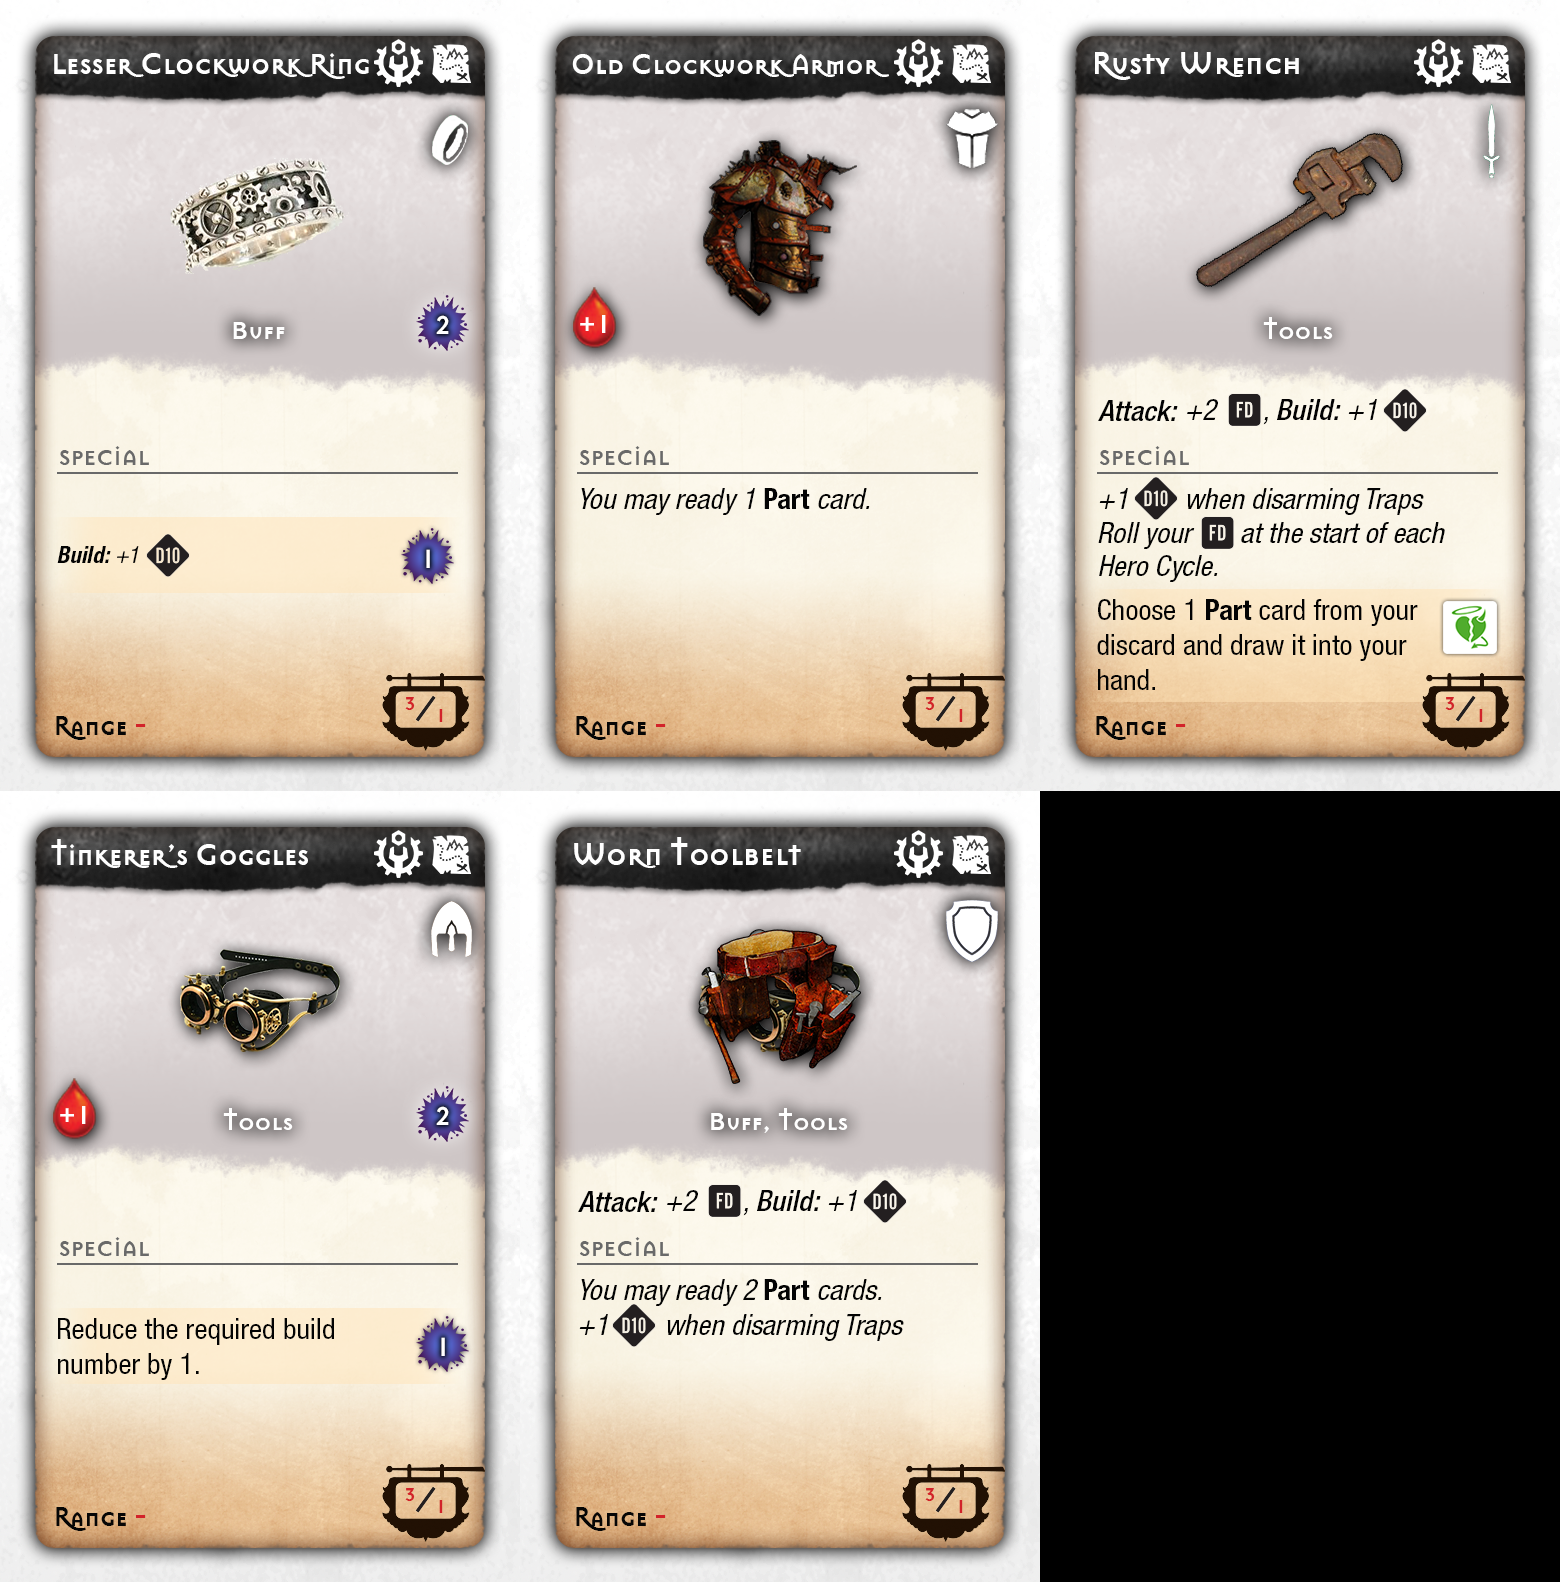 Lesser Clockwork Ring
2
Buff
SPECIAL
Build: +1 D10
1
Range -
3/1
Old Clockwork Armor
+1
SPECIAL
You may ready 1 Part card.
Range -
3/1
Rusty Wrench
Tools
Attack: +2 FD, Build: +1 D10
SPECIAL
+1 D10 when disarming Traps
Roll your FD at the start of each
Hero Cycle.
Choose 1 Part card from your
discard and draw it into your
hand.
Range -
3/1
Tinkerer's Goggles
+1
Tools
2
SPECIAL
Reduce the required build
number by 1.
1
Range -
3/1
Worn Toolbelt
Buff, Tools
Attack: +2 FD, Build: +1 D10
SPECIAL
You may ready 2 Part cards.
+1 D10 when disarming Traps
Range -
3/1